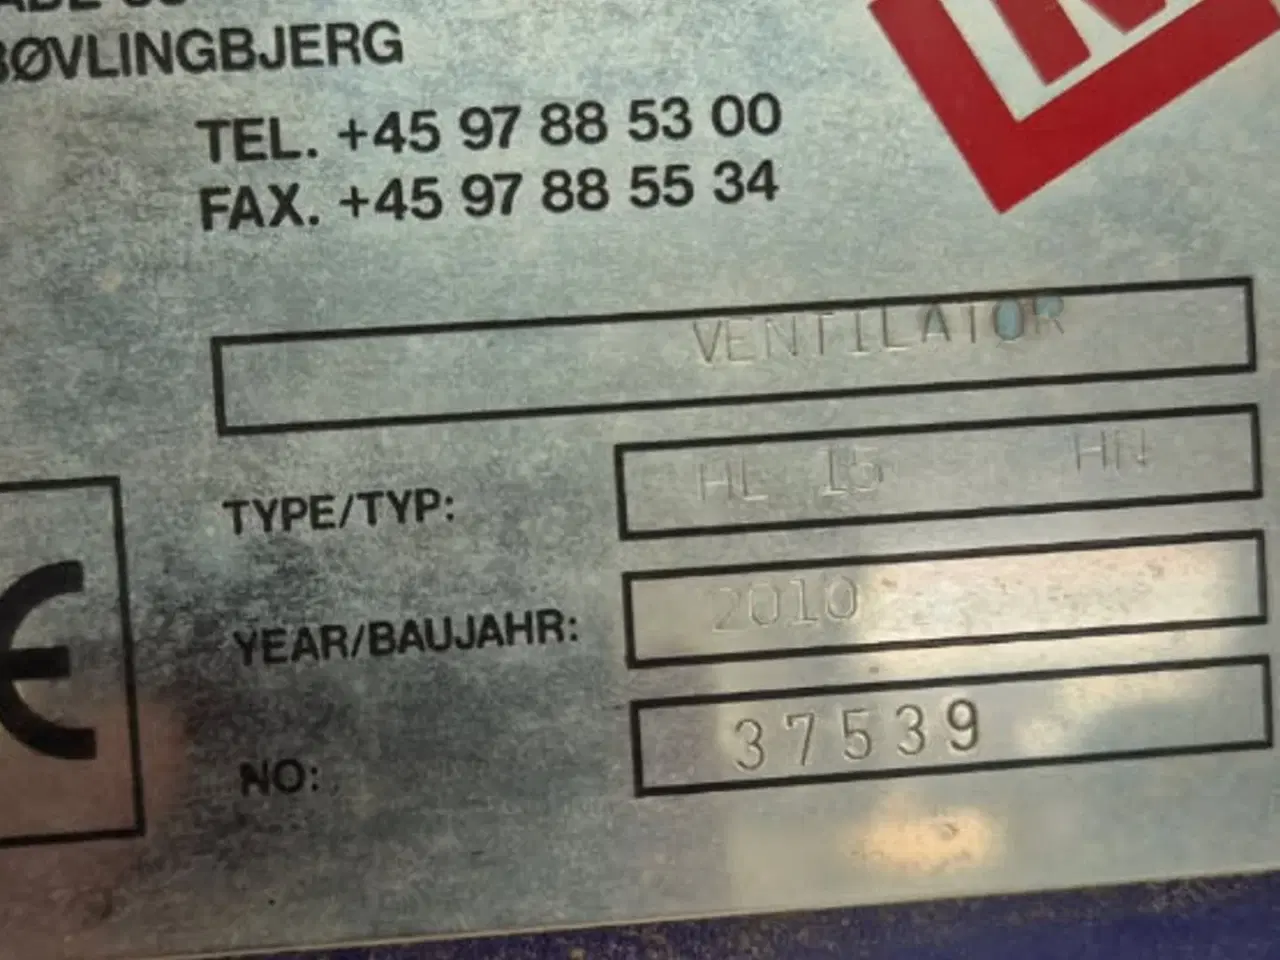 BØVLINGBJERG
TEL. +45 97 88 53 00
FAX. +45 97 88 55 34
VENTILATOR
TYPE/TYP: HL 15 HN
YEAR/BAUJAHR: 2010
NO: 37539
CE